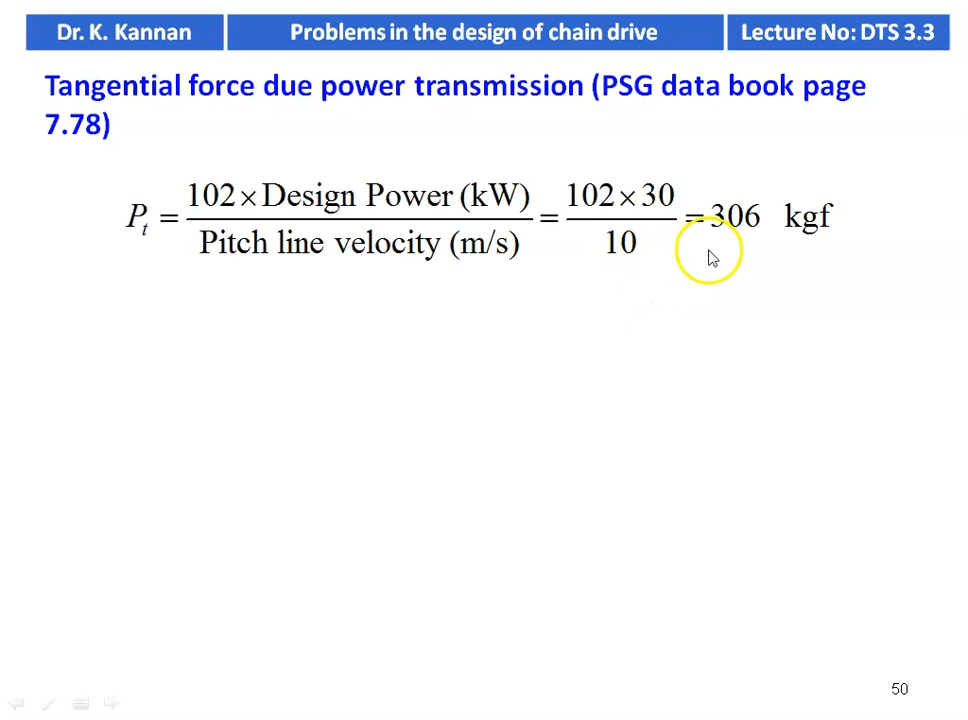 Dr. K. Kannan
Problems in the design of chain drive
Lecture No: DTS 3.3
Tangential force due power transmission (PSG data book page
7.78)
P_t = (102 × Design Power (kW)) / (Pitch line velocity (m/s)) = (102 × 30) / 10 = 306 kgf
50